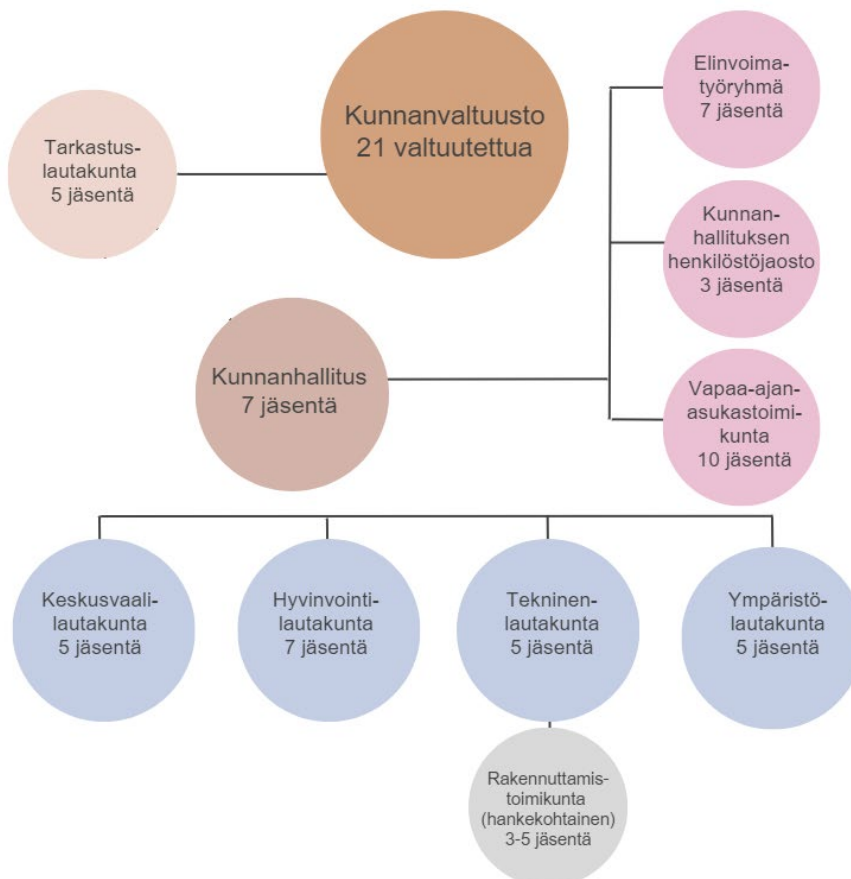 Kunnanvaltuusto
21 valtuutettua
Tarkastus-
lautakunta
5 jäsentä
Elinvoima-
työryhmä
7 jäsentä
Kunnan-
hallituksen
henkilöstöjaosto
3 jäsentä
Kunnanhallitus
7 jäsentä
Vapaa-ajan-
asukastoimi-
kunta
10 jäsentä
Keskusvaali-
lautakunta
5 jäsentä
Hyvinvointi-
lautakunta
7 jäsentä
Tekninen-
lautakunta
5 jäsentä
Ympäristö-
lautakunta
5 jäsentä
Rakennuttamis-
toimikunta
(hankekohtainen)
3-5 jäsentä